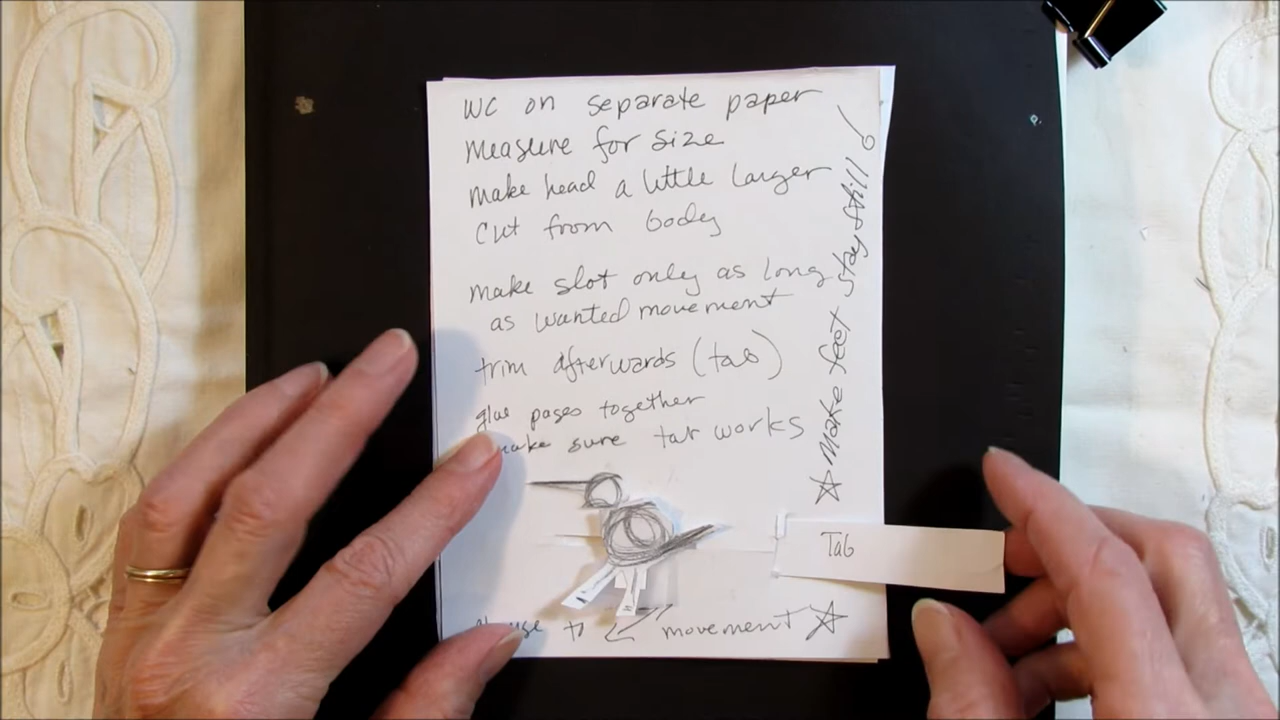 WC on separate paper
Measure for size
Make head a little larger
Cut from body
Make slot only as long
as wanted movement
trim afterwards (tab)
glue pages together
make sure tab works
to movement ☆
☆ Make feet stay still
Tab